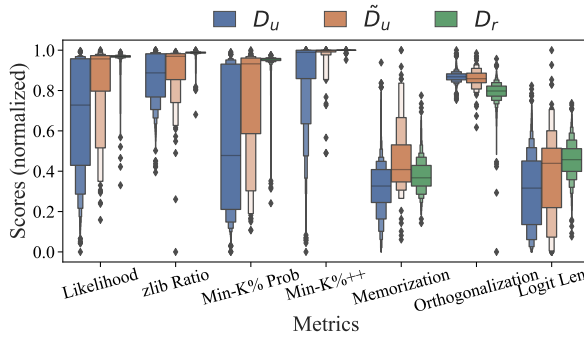 D_u D̃_u D_r
Scores (normalized)
1.0
0.8
0.6
0.4
0.2
0.0
Likelihood
zlib Ratio
Min-K% Prob
Min-K%++
Memorization
Orthogonalization
Logit Len
Metrics